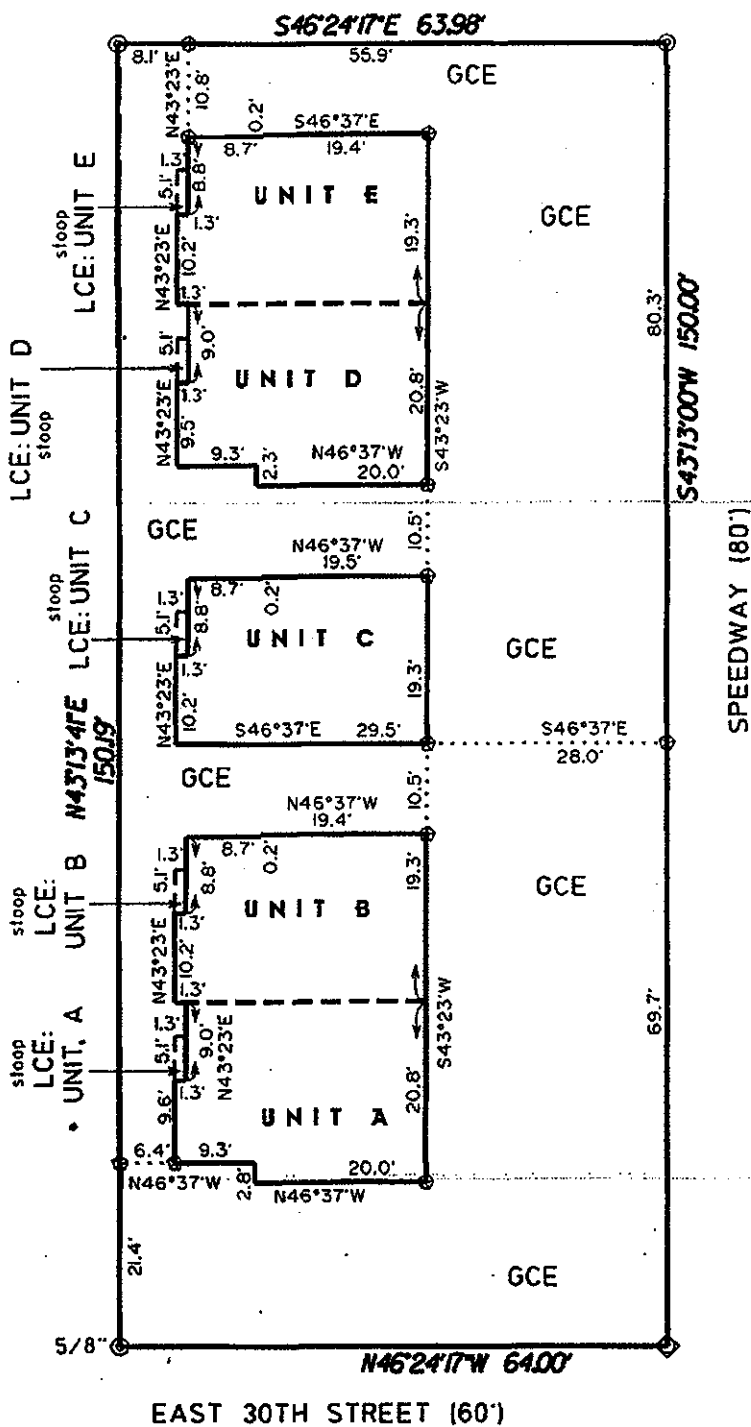 S46°24'17"E 63.98'
8.1'
55.9'
GCE
N43°23'E
10.8'
0.2'
S46°37'E
8.7'
19.4'
1.3'
5.1'
8.8'
UNIT E
stoop
LCE: UNIT E
1.3'
GCE
N43°23'E
10.2'
19.3'
1.3'
80.3'
S43°13'00"W 150.00'
5.1'
9.0'
UNIT D
LCE: UNIT D
stoop
1.3'
20.8'
S43°23'W
N43°23'E
9.5'
9.3'
2.3'
N46°37'W
20.0'
GCE
10.5'
N46°37'W
19.5'
SPEEDWAY (80')
stoop
LCE: UNIT C
1.3'
8.7'
0.2'
5.1'
8.8'
UNIT C
GCE
1.3'
19.3'
N43°23'E
10.2'
S46°37'E
29.5'
S46°37'E
28.0'
N43°13'41"E
150.19'
GCE
10.5'
N46°37'W
19.4'
8.7'
0.2'
1.3'
5.1'
8.8'
19.3'
stoop
LCE:
UNIT B
UNIT B
GCE
1.3'
N43°23'E
10.2'
1.3'
1.3'
5.1'
9.0'
N43°23'E
S43°23'W
69.7'
stoop
LCE:
• UNIT. A
1.3'
9.6'
UNIT A
20.8'
6.4'
9.3'
20.0'
N46°37'W
2.8'
N46°37'W
21.4'
GCE
5/8"
N46°24'17"W 64.00'
EAST 30TH STREET (60')